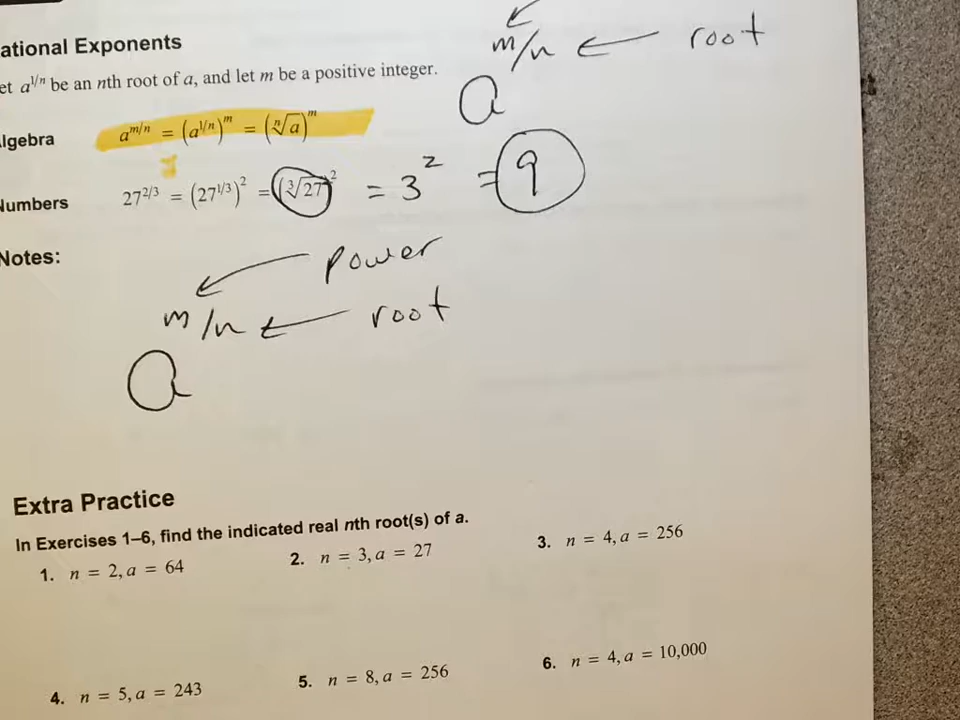 ational Exponents
m/n ← root
a
et a^{1/n} be an nth root of a, and let m be a positive integer.
lgebra a^{m/n} = (a^{1/n})^m = (ⁿ√a)^m
Numbers 27^{2/3} = (27^{1/3})^2 = (³√27)^2 = 3^2 = 9
Notes:
power
m/n ← root
a
Extra Practice
In Exercises 1–6, find the indicated real nth root(s) of a.
1. n = 2, a = 64 2. n = 3, a = 27 3. n = 4, a = 256
4. n = 5, a = 243 5. n = 8, a = 256 6. n = 4, a = 10,000